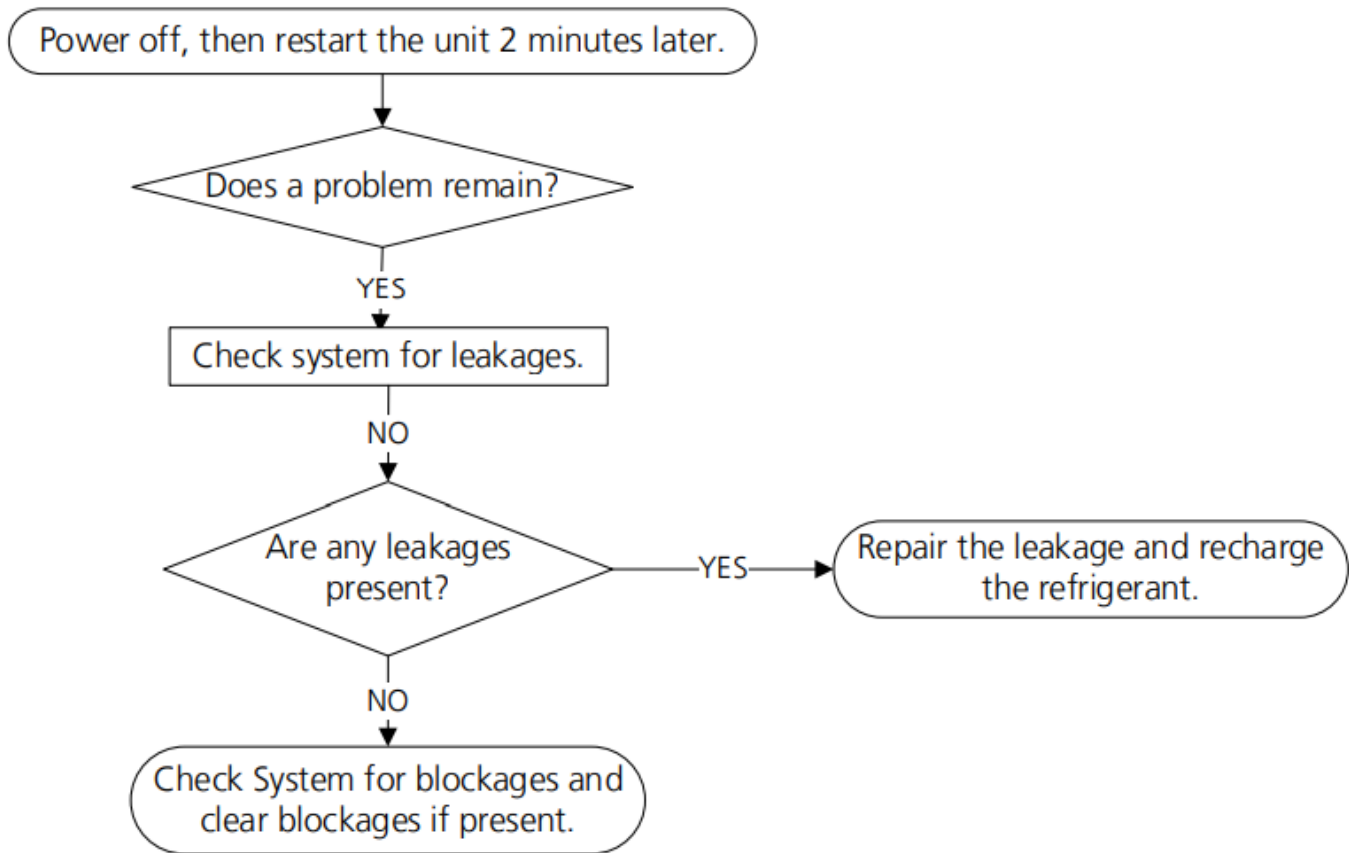 Power off, then restart the unit 2 minutes later.
Does a problem remain?
YES
Check system for leakages.
NO
Are any leakages
present?
YES
Repair the leakage and recharge
the refrigerant.
NO
Check System for blockages and
clear blockages if present.